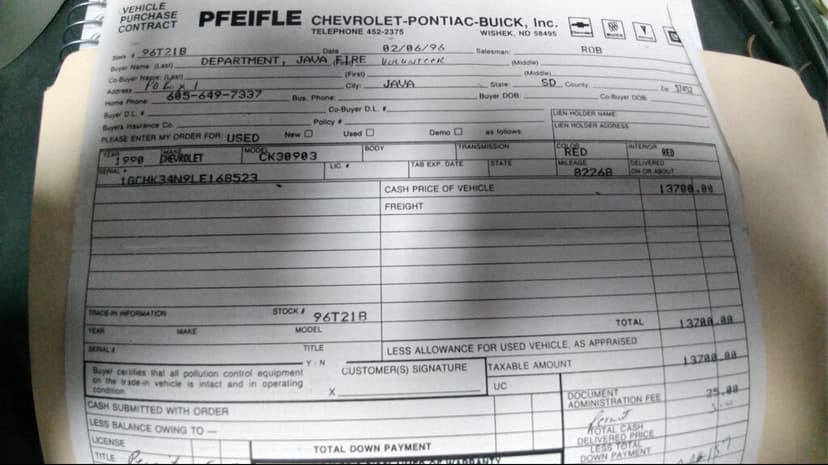 VEHICLE PURCHASE CONTRACT
PFEIFLE CHEVROLET-PONTIAC-BUICK, Inc.
TELEPHONE 452-2375 WISHEK, ND 58495
Stock # 96T21B Date 02/06/96 Salesman: ROB
Buyer Name: (Last) DEPARTMENT, JAVA FIRE VOLUNTEER (Middle)
Co-Buyer Name: (Last) (First) (Middle)
Address PO Box 1 City: JAVA State: SD County: Zip 57452
Home Phone: 605-649-7337 Bus. Phone: Buyer DOB: Co-Buyer DOB:
Buyer D.L. # Co-Buyer D.L. # LIEN HOLDER NAME
Buyers Insurance Co. Policy # LIEN HOLDER ADDRESS
PLEASE ENTER MY ORDER FOR: USED New Used Demo as follows:
YEAR MAKE MODEL BODY TRANSMISSION COLOR INTERIOR
1990 CHEVROLET CK30903 RED RED
SERIAL # LIC # TAB EXP. DATE STATE MILEAGE DELIVERED ON OR ABOUT
1GCHK34N9LE168523 82268
CASH PRICE OF VEHICLE 13700.00
FREIGHT
TRADE-IN INFORMATION STOCK # 96T21B
YEAR MAKE MODEL TOTAL 13700.00
SERIAL # TITLE LESS ALLOWANCE FOR USED VEHICLE, AS APPRAISED
Y - N
Buyer certifies that all pollution control equipment
on the trade-in vehicle is intact and in operating
condition
CUSTOMER(S) SIGNATURE
X
TAXABLE AMOUNT 13700.00
UC
DOCUMENT ADMINISTRATION FEE 25.00
CASH SUBMITTED WITH ORDER
LESS BALANCE OWING TO —
TOTAL CASH DELIVERED PRICE
LICENSE TOTAL DOWN PAYMENT LESS TOTAL DOWN PAYMENT
TITLE